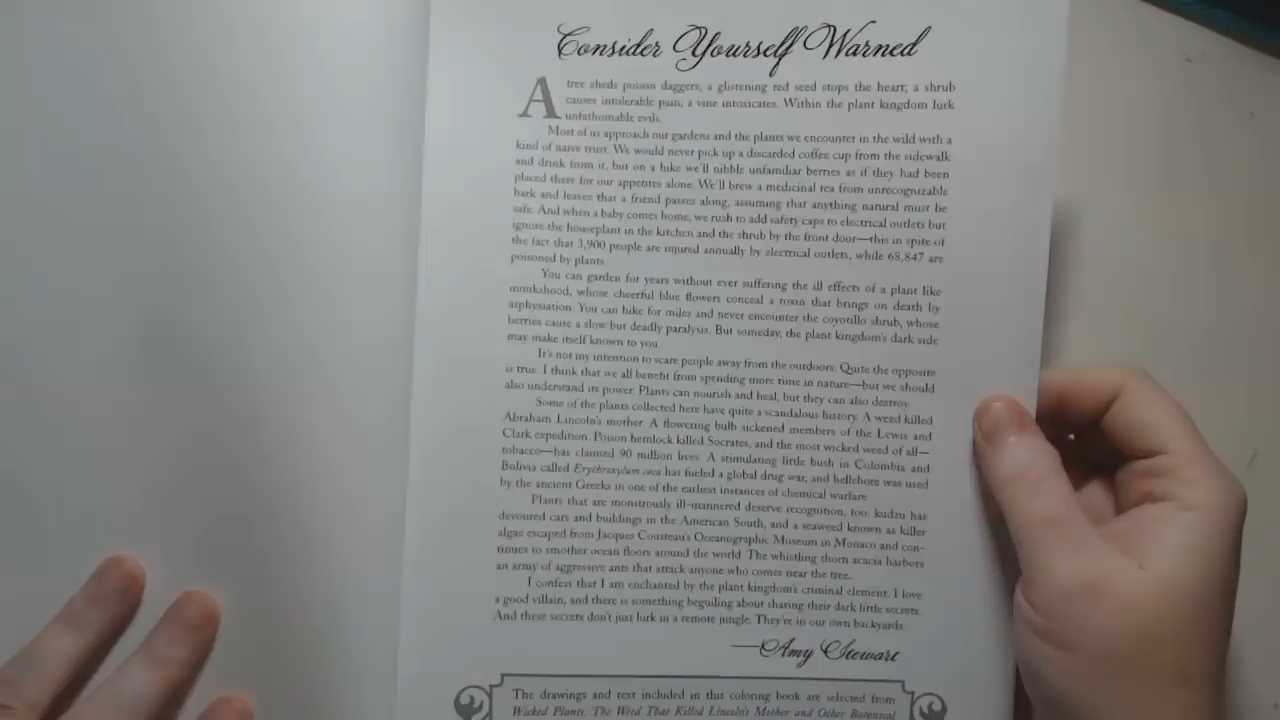 Consider Yourself Warned
A tree sheds poison daggers; a glistening red seed stops the heart; a shrub
causes intolerable pain; a vine intoxicates. Within the plant kingdom lurk
unfathomable evils.
Most of us approach our gardens and the plants we encounter in the wild with a
kind of naive trust. We would never pick up a discarded coffee cup from the sidewalk
and drink from it, but on a hike we'll nibble unfamiliar berries as if they had been
placed there for our appetites alone. We'll brew a medicinal tea from unrecognizable
bark and leaves that a friend passes along, assuming that anything natural must be
safe. And when a baby comes home, we rush to add safety caps to electrical outlets but
ignore the houseplant in the kitchen and the shrub by the front door—this in spite of
the fact that 3,900 people are injured annually by electrical outlets, while 68,847 are
poisoned by plants.
You can garden for years without ever suffering the ill effects of a plant like
monkshood, whose cheerful blue flowers conceal a toxin that brings on death by
asphyxiation. You can hike for miles and never encounter the coyotillo shrub, whose
berries cause a slow but deadly paralysis. But someday, the plant kingdom's dark side
may make itself known to you.
It's not my intention to scare people away from the outdoors. Quite the opposite
is true. I think that we all benefit from spending more time in nature—but we should
also understand its power. Plants can nourish and heal, but they can also destroy.
Some of the plants collected here have quite a scandalous history. A weed killed
Abraham Lincoln's mother. A flowering bulb sickened members of the Lewis and
Clark expedition. Poison hemlock killed Socrates, and the most wicked weed of all—
tobacco—has claimed 90 million lives. A stimulating little bush in Colombia and
Bolivia called Erythroxylum coca has fueled a global drug war, and hellebore was used
by the ancient Greeks in one of the earliest instances of chemical warfare.
Plants that are monstrously ill-mannered deserve recognition, too: kudzu has
devoured cars and buildings in the American South, and a seaweed known as killer
algae escaped from Jacques Cousteau's Oceanographic Museum in Monaco and con-
tinues to smother ocean floors around the world. The whistling thorn acacia harbors
an army of aggressive ants that attack anyone who comes near the tree.
I confess that I am enchanted by the plant kingdom's criminal element. I love
a good villain, and there is something beguiling about sharing their dark little secrets.
And these secrets don't just lurk in a remote jungle. They're in our own backyards.
—Amy Stewart
The drawings and text included in this coloring book are selected from
Wicked Plants: The Weed That Killed Lincoln's Mother and Other Botanical